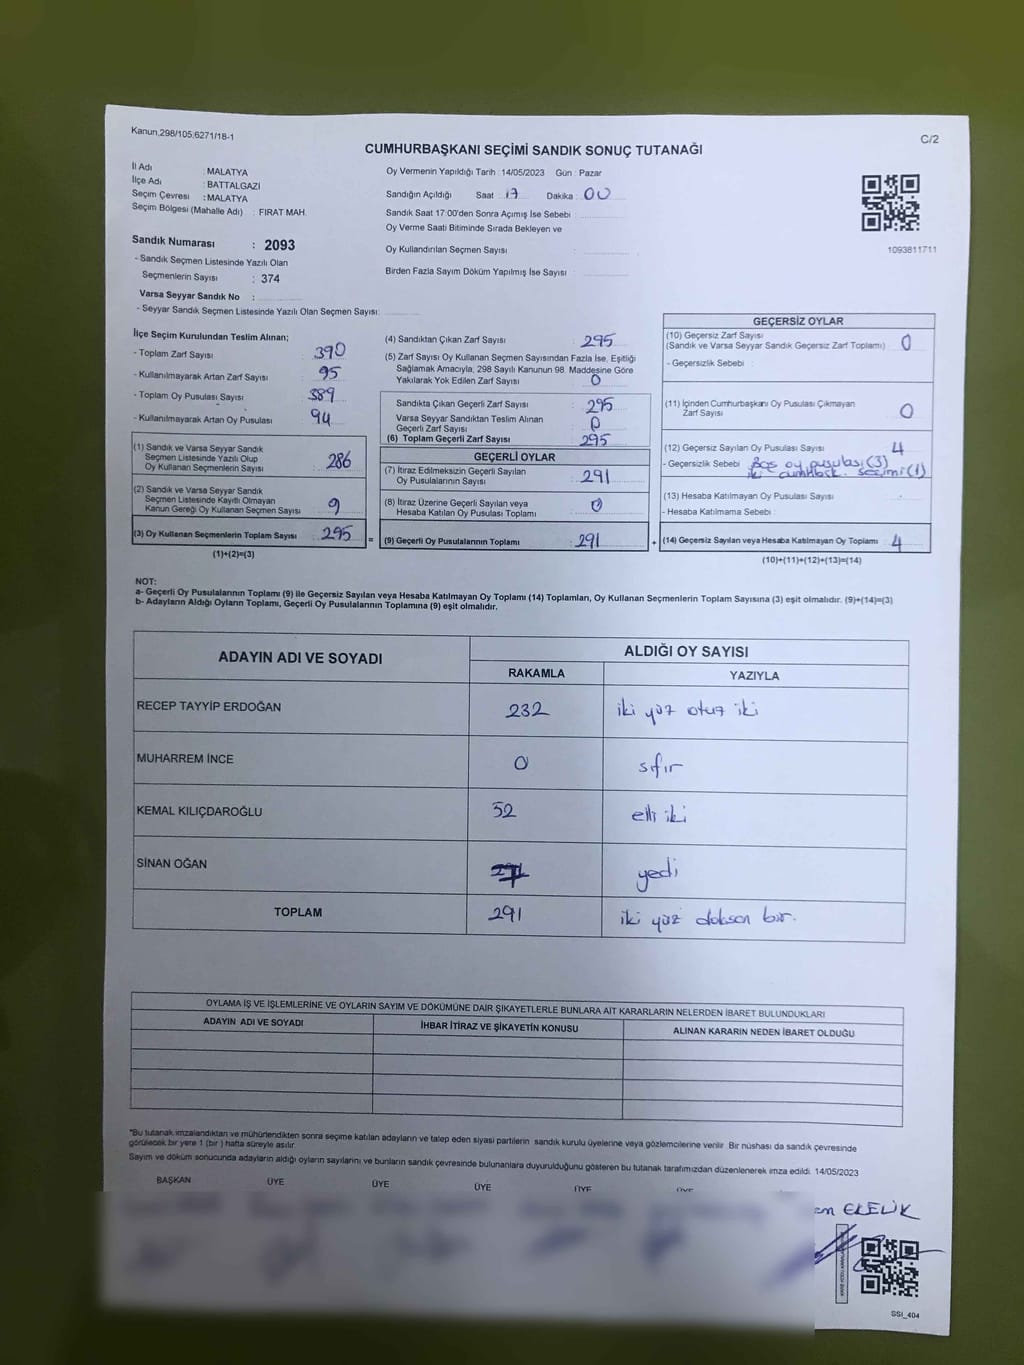 Kanun,298/105;6271/18-1
C/2
CUMHURBAŞKANI SEÇİMİ SANDIK SONUÇ TUTANAĞI
İl Adı : MALATYA
İlçe Adı : BATTALGAZİ
Seçim Çevresi : MALATYA
Seçim Bölgesi (Mahalle Adı) : FIRAT MAH.
Oy Vermenin Yapıldığı Tarih : 14/05/2023 Gün : Pazar
Sandığın Açıldığı Saat : 17 Dakika : 00
Sandık Saat 17:00'den Sonra Açımış İse Sebebi :
Oy Verme Saati Bitiminde Sırada Bekleyen ve
Oy Kullandırılan Seçmen Sayısı :
Birden Fazla Sayım Döküm Yapılmış İse Sayısı :
1093811711
Sandık Numarası : 2093
- Sandık Seçmen Listesinde Yazılı Olan
Seçmenlerin Sayısı : 374
Varsa Seyyar Sandık No :
- Seyyar Sandık Seçmen Listesinde Yazılı Olan Seçmen Sayısı:
İlçe Seçim Kurulundan Teslim Alınan;
- Toplam Zarf Sayısı : 390
- Kullanılmayarak Artan Zarf Sayısı : 95
- Toplam Oy Pusulası Sayısı : 389
- Kullanılmayarak Artan Oy Pusulası : 94
(1) Sandık ve Varsa Seyyar Sandık
Seçmen Listesinde Yazılı Olup
Oy Kullanan Seçmenlerin Sayısı : 286
(2) Sandık ve Varsa Seyyar Sandık
Seçmen Listesinde Kayıtlı Olmayan
Kanun Gereği Oy Kullanan Seçmen Sayısı : 9
(3) Oy Kullanan Seçmenlerin Toplam Sayısı : 295 =
(1)+(2)=(3)
(4) Sandıktan Çıkan Zarf Sayısı : 295
(5) Zarf Sayısı Oy Kullanan Seçmen Sayısından Fazla İse, Eşitliği
Sağlamak Amacıyla, 298 Sayılı Kanunun 98. Maddesine Göre
Yakılarak Yok Edilen Zarf Sayısı : 0
Sandıkta Çıkan Geçerli Zarf Sayısı : 295
Varsa Seyyar Sandıktan Teslim Alınan
Geçerli Zarf Sayısı : 0
(6) Toplam Geçerli Zarf Sayısı : 295
GEÇERLİ OYLAR
(7) İtiraz Edilmeksizin Geçerli Sayılan
Oy Pusulalarının Sayısı : 291
(8) İtiraz Üzerine Geçerli Sayılan veya
Hesaba Katılan Oy Pusulası Toplamı : 0
(9) Geçerli Oy Pusulalarının Toplamı : 291 +
GEÇERSİZ OYLAR
(10) Geçersiz Zarf Sayısı
(Sandık ve Varsa Seyyar Sandık Geçersiz Zarf Toplamı) : 0
- Geçersizlik Sebebi :
(11) İçinden Cumhurbaşkanı Oy Pusulası Çıkmayan
Zarf Sayısı : 0
(12) Geçersiz Sayılan Oy Pusulası Sayısı : 4
- Geçersizlik Sebebi : Boş oy pusulası(3)
iki cumhbaşk. seçimi(1)
(13) Hesaba Katılmayan Oy Pusulası Sayısı :
- Hesaba Katılmama Sebebi :
(14) Geçersiz Sayılan veya Hesaba Katılmayan Oy Toplamı : 4
(10)+(11)+(12)+(13)=(14)
NOT:
a- Geçerli Oy Pusulalarının Toplamı (9) ile Geçersiz Sayılan veya Hesaba Katılmayan Oy Toplamı (14) Toplamları, Oy Kullanan Seçmenlerin Toplam Sayısına (3) eşit olmalıdır. (9)+(14)=(3)
b- Adayların Aldığı Oyların Toplamı, Geçerli Oy Pusulalarının Toplamına (9) eşit olmalıdır.
ADAYIN ADI VE SOYADI ALDIĞI OY SAYISI
RAKAMLA YAZIYLA
RECEP TAYYİP ERDOĞAN 232 iki yüz otuz iki
MUHARREM İNCE 0 sıfır
KEMAL KILIÇDAROĞLU 52 elli iki
SİNAN OĞAN 7 yedi
TOPLAM 291 iki yüz doksan bir.
OYLAMA İŞ VE İŞLEMLERİNE VE OYLARIN SAYIM VE DÖKÜMÜNE DAİR ŞİKAYETLERLE BUNLARA AİT KARARLARIN NELERDEN İBARET BULUNDUKLARI
ADAYIN ADI VE SOYADI İHBAR İTİRAZ VE ŞİKAYETİN KONUSU ALINAN KARARIN NEDEN İBARET OLDUĞU
*Bu tutanak imzalandıktan ve mühürlendikten sonra seçime katılan adayların ve talep eden siyasi partilerin sandık kurulu üyelerine veya gözlemcilerine verilir. Bir nüshası da sandık çevresinde
görülecek bir yere 1 (bir) hafta süreyle asılır.
Sayım ve döküm sonucunda adayların aldığı oyların sayılarını ve bunların sandık çevresinde bulunanlara duyurulduğunu gösteren bu tutanak tarafımızdan düzenlenerek imza edildi. 14/05/2023
BAŞKAN ÜYE ÜYE ÜYE ÜYE ÜYE
SSİ_404